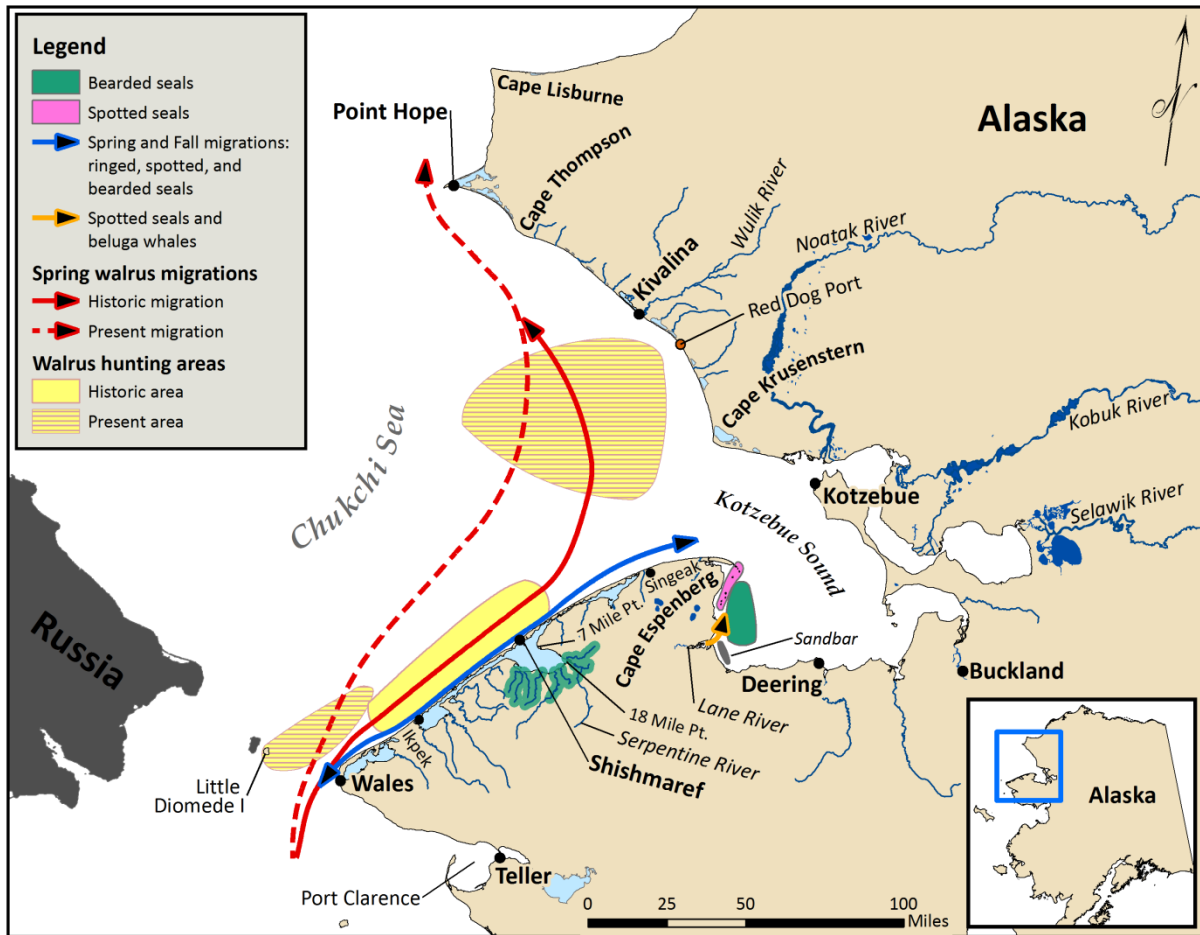 Legend
Bearded seals
Spotted seals
Spring and Fall migrations:
ringed, spotted, and
bearded seals
Spotted seals and
beluga whales
Spring walrus migrations
Historic migration
Present migration
Walrus hunting areas
Historic area
Present area
Cape Lisburne
Point Hope
Alaska
N
Cape Thompson
Wulik River
Noatak River
Kivalina
Red Dog Port
Cape Krusenstern
Kobuk River
Chukchi Sea
Kotzebue
Selawik River
Kotzebue Sound
Russia
Singeak
7 Mile Pt.
Cape Espenberg
Sandbar
Deering
Buckland
Lane River
18 Mile Pt.
Serpentine River
Shishmaref
Ikpek
Wales
Little
Diomede I
Alaska
Teller
Port Clarence
0 25 50 100
Miles